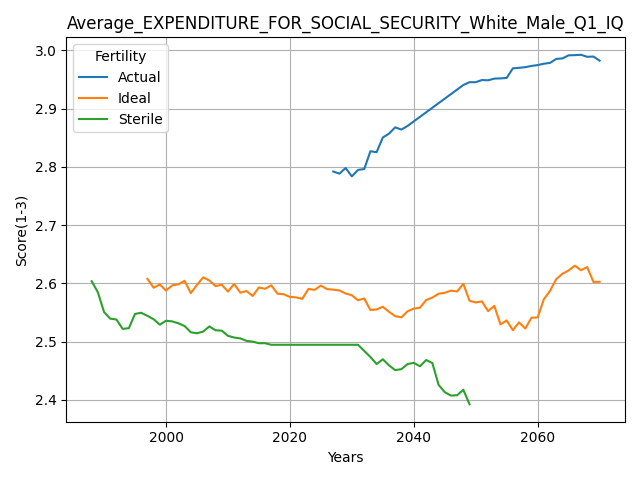 Average_EXPENDITURE_FOR_SOCIAL_SECURITY_White_Male_Q1_IQ
Fertility
Actual
Ideal
Sterile
3.0
2.9
2.8
2.7
2.6
2.5
2.4
Score(1-3)
2000 2020 2040 2060
Years